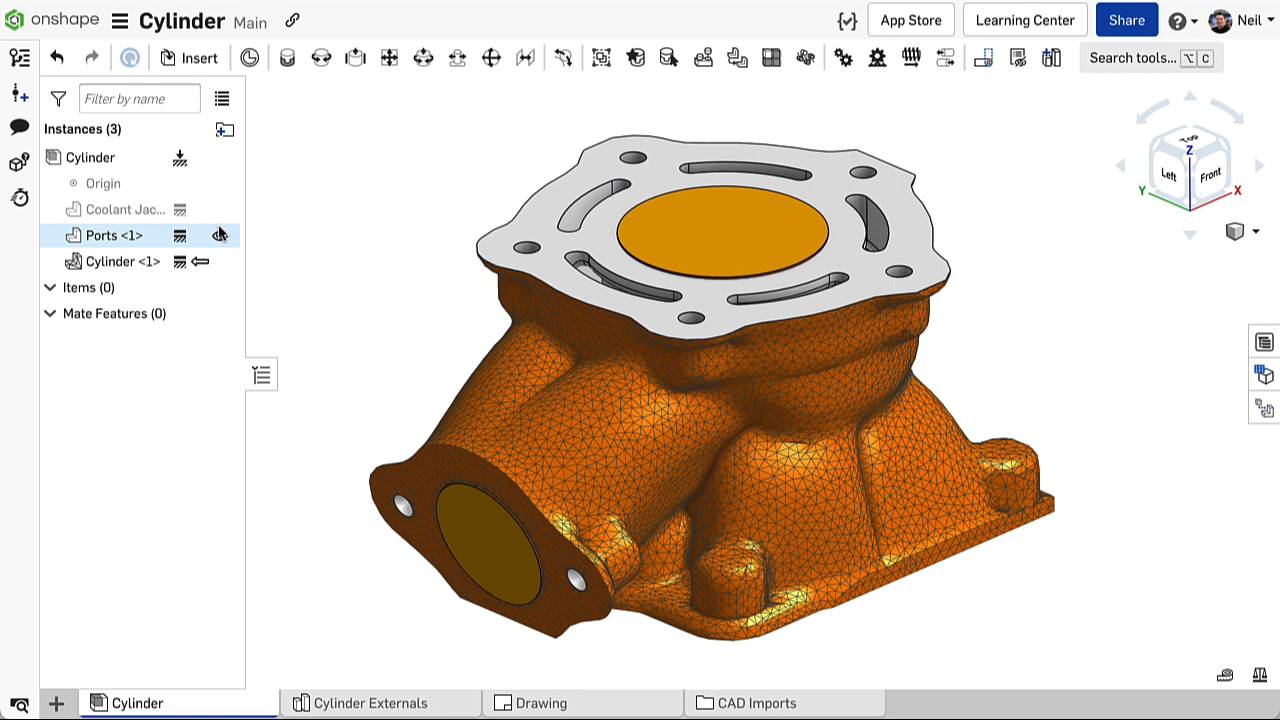 onshape
Cylinder Main
App Store
Learning Center
Share
Neil
Insert
Search tools... ⌥ C
Filter by name
Instances (3)
Cylinder
Origin
Coolant Jac...
Ports <1>
Cylinder <1>
Items (0)
Mate Features (0)
Top
Z
Left
Front
Y
X
Cylinder
Cylinder Externals
Drawing
CAD Imports